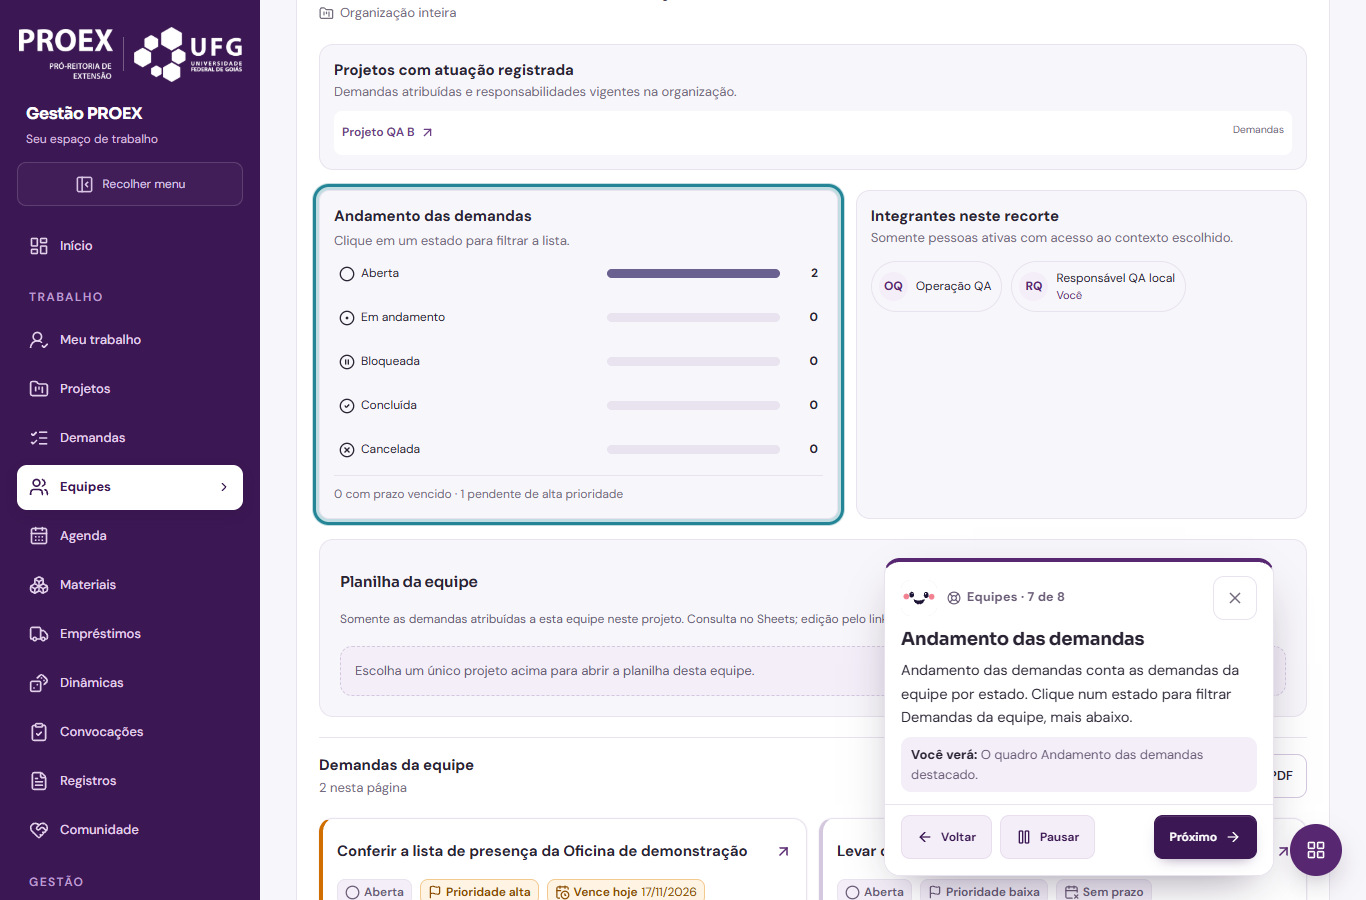 PROEX
PRÓ-REITORIA DE
EXTENSÃO
UFG
UNIVERSIDADE
FEDERAL DE GOIÁS
Gestão PROEX
Seu espaço de trabalho
Recolher menu
Início
TRABALHO
Meu trabalho
Projetos
Demandas
Equipes
Agenda
Materiais
Empréstimos
Dinâmicas
Convocações
Registros
Comunidade
GESTÃO
Organização inteira
Projetos com atuação registrada
Demandas atribuídas e responsabilidades vigentes na organização.
Projeto QA B
Demandas
Andamento das demandas
Clique em um estado para filtrar a lista.
Aberta 2
Em andamento 0
Bloqueada 0
Concluída 0
Cancelada 0
0 com prazo vencido · 1 pendente de alta prioridade
Integrantes neste recorte
Somente pessoas ativas com acesso ao contexto escolhido.
OQ Operação QA
RQ Responsável QA local
Você
Planilha da equipe
Somente as demandas atribuídas a esta equipe neste projeto. Consulta no Sheets; edição pelo
Escolha um único projeto acima para abrir a planilha desta equipe.
Demandas da equipe
2 nesta página
PDF
Conferir a lista de presença da Oficina de demonstração
Aberta Prioridade alta Vence hoje 17/11/2026
Levar
Aberta Prioridade baixa Sem prazo
Equipes · 7 de 8
Andamento das demandas
Andamento das demandas conta as demandas da
equipe por estado. Clique num estado para filtrar
Demandas da equipe, mais abaixo.
Você verá: O quadro Andamento das demandas
destacado.
Voltar
Pausar
Próximo